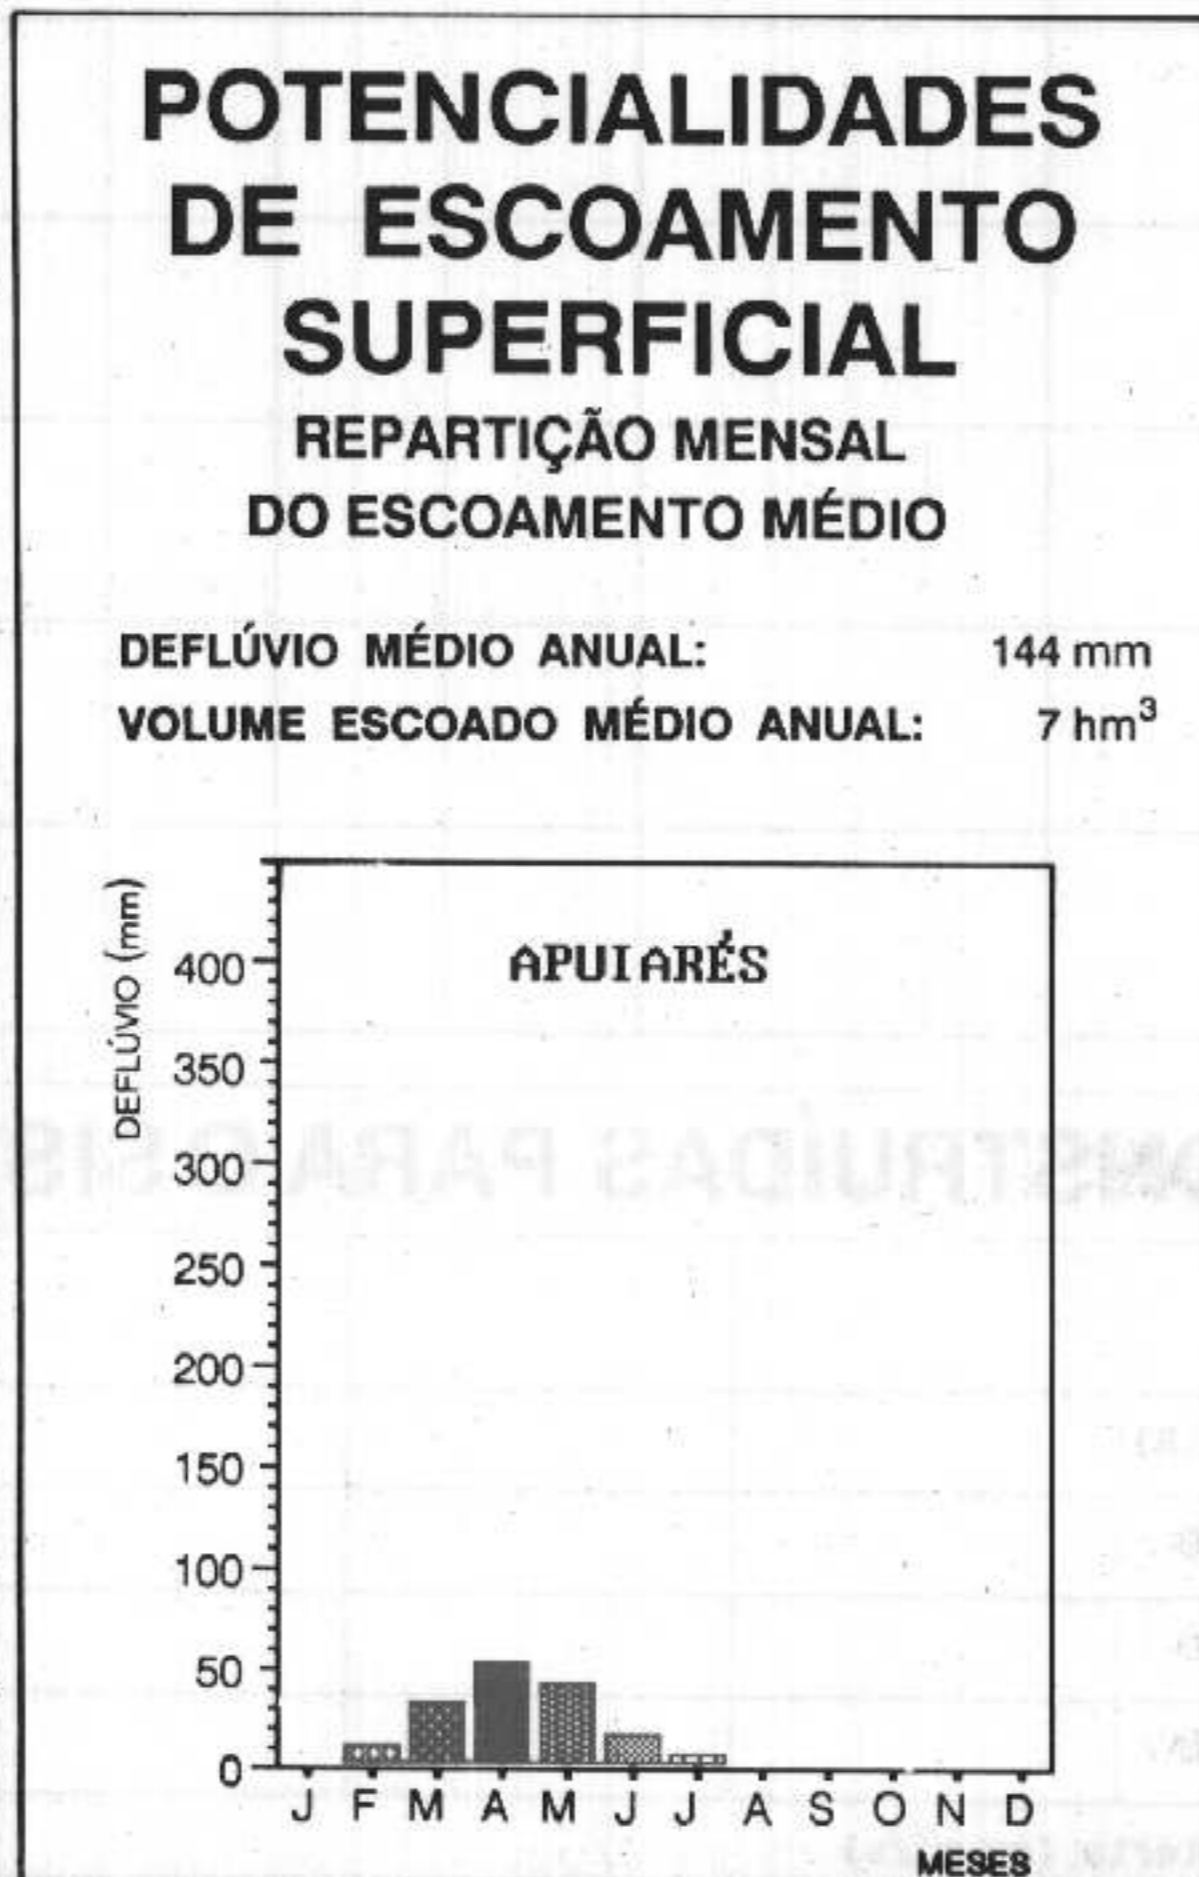 POTENCIALIDADES
DE ESCOAMENTO
SUPERFICIAL
REPARTIÇÃO MENSAL
DO ESCOAMENTO MÉDIO
DEFLÚVIO MÉDIO ANUAL: 144 mm
VOLUME ESCOADO MÉDIO ANUAL: 7 hm³
DEFLÚVIO (mm)
APUIARÉS
400
350
300
250
200
150
100
50
0
J F M A M J J A S O N D
MESES